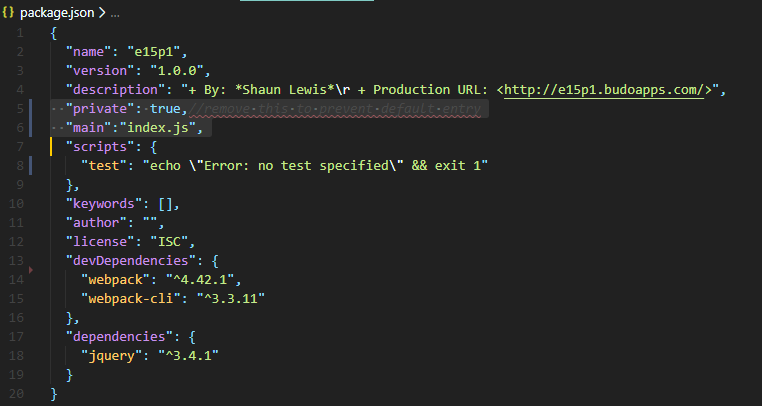 {} package.json > ...
1 {
2 "name": "e15p1",
3 "version": "1.0.0",
4 "description": "+ By: *Shaun Lewis*\r + Production URL: <http://e15p1.budoapps.com/>",
5 "private": true,//remove this to prevent default entry
6 "main":"index.js",
7 "scripts": {
8 "test": "echo \"Error: no test specified\" && exit 1"
9 },
10 "keywords": [],
11 "author": "",
12 "license": "ISC",
13 "devDependencies": {
14 "webpack": "^4.42.1",
15 "webpack-cli": "^3.3.11"
16 },
17 "dependencies": {
18 "jquery": "^3.4.1"
19 }
20 }